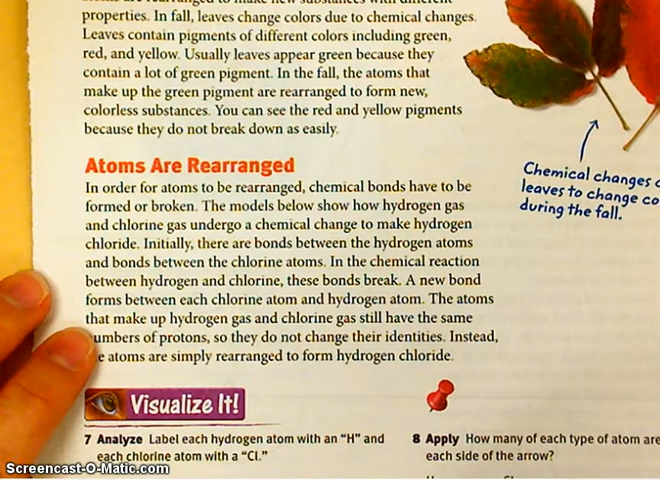 atoms are rearranged to make new substances with different
properties. In fall, leaves change colors due to chemical changes.
Leaves contain pigments of different colors including green,
red, and yellow. Usually leaves appear green because they
contain a lot of green pigment. In the fall, the atoms that
make up the green pigment are rearranged to form new,
colorless substances. You can see the red and yellow pigments
because they do not break down as easily.
Chemical changes
leaves to change
during the fall.
Atoms Are Rearranged
In order for atoms to be rearranged, chemical bonds have to be
formed or broken. The models below show how hydrogen gas
and chlorine gas undergo a chemical change to make hydrogen
chloride. Initially, there are bonds between the hydrogen atoms
and bonds between the chlorine atoms. In the chemical reaction
between hydrogen and chlorine, these bonds break. A new bond
forms between each chlorine atom and hydrogen atom. The atoms
that make up hydrogen gas and chlorine gas still have the same
umbers of protons, so they do not change their identities. Instead,
e atoms are simply rearranged to form hydrogen chloride.
Visualize It!
7 Analyze Label each hydrogen atom with an “H” and
each chlorine atom with a “Cl.”
8 Apply How many of each type of atom are
each side of the arrow?
Screencast-O-Matic.com